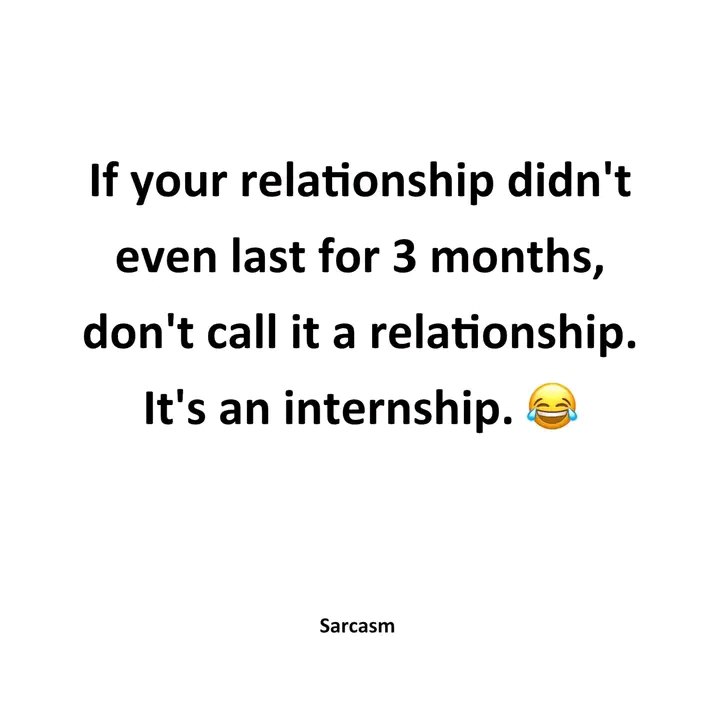 If your relationship didn't
even last for 3 months,
don't call it a relationship.
It's an internship. 😂
Sarcasm